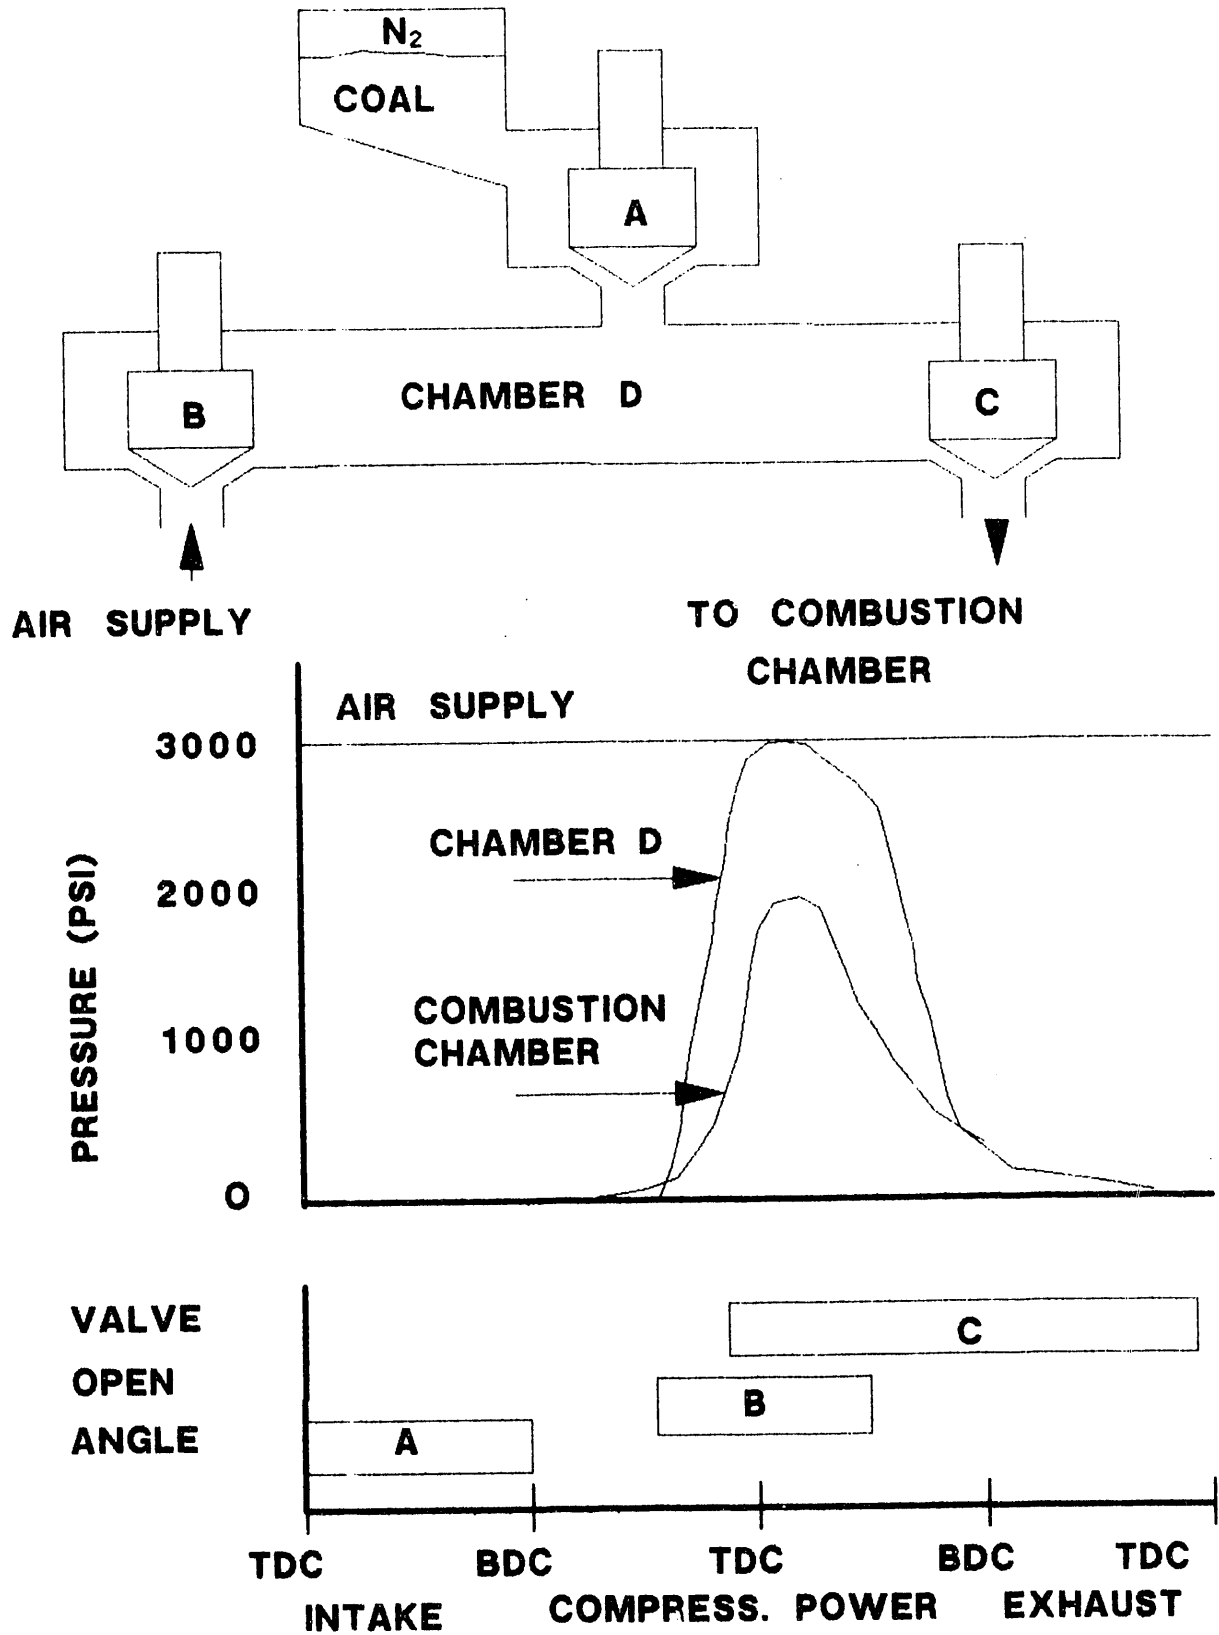 N₂
COAL
A
B
CHAMBER D
C
AIR SUPPLY
TO COMBUSTION
CHAMBER
AIR SUPPLY
3000
CHAMBER D
2000
PRESSURE (PSI)
COMBUSTION
CHAMBER
1000
0
VALVE
OPEN
ANGLE
C
B
A
TDC BDC TDC BDC TDC
INTAKE COMPRESS. POWER EXHAUST